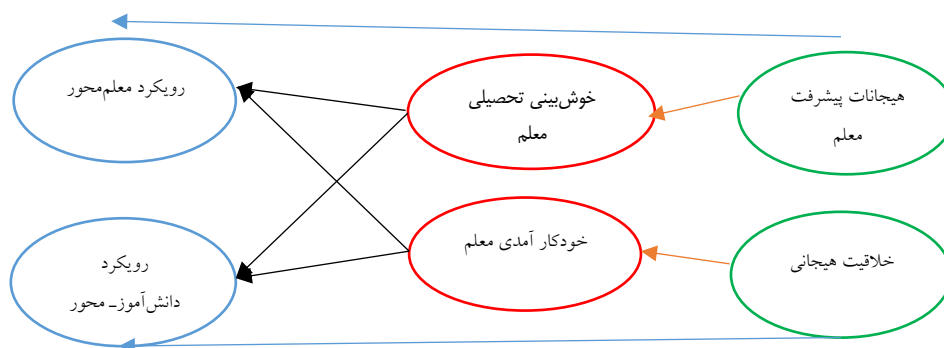 هیجانات پیشرفت
معلم
خوش‌بینی تحصیلی
معلم
رویکرد معلم‌محور
خلاقیت هیجانی
خودکار آمدی معلم
رویکرد
دانش‌آموز- محور